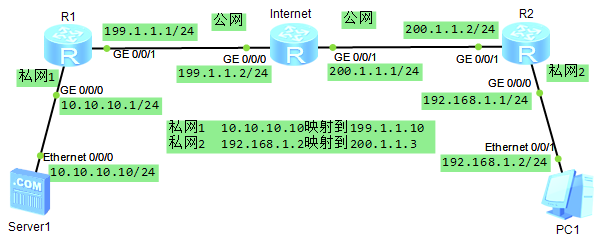 R1
Internet
R2
公网
公网
199.1.1.1/24
200.1.1.2/24
GE 0/0/1
GE 0/0/0
GE 0/0/1
GE 0/0/1
199.1.1.2/24
200.1.1.1/24
私网1
私网2
GE 0/0/0
GE 0/0/0
10.10.10.1/24
192.168.1.1/24
私网1 10.10.10.10映射到199.1.1.10
私网2 192.168.1.2映射到200.1.1.3
Ethernet 0/0/0
Ethernet 0/0/1
10.10.10.10/24
192.168.1.2/24
.COM
Server1
PC1